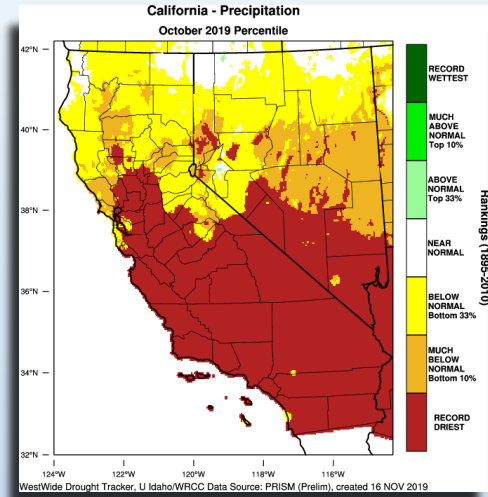 California - Precipitation
October 2019 Percentile
42°N
40°N
38°N
36°N
34°N
32°N
124°W
122°W
120°W
118°W
116°W
RECORD
WETTEST
MUCH
ABOVE
NORMAL
Top 10%
ABOVE
NORMAL
Top 33%
NEAR
NORMAL
BELOW
NORMAL
Bottom 33%
MUCH
BELOW
NORMAL
Bottom 10%
RECORD
DRIEST
Rankings (1895-2010)
WestWide Drought Tracker, U Idaho/WRCC Data Source: PRISM (Prelim), created 16 NOV 2019